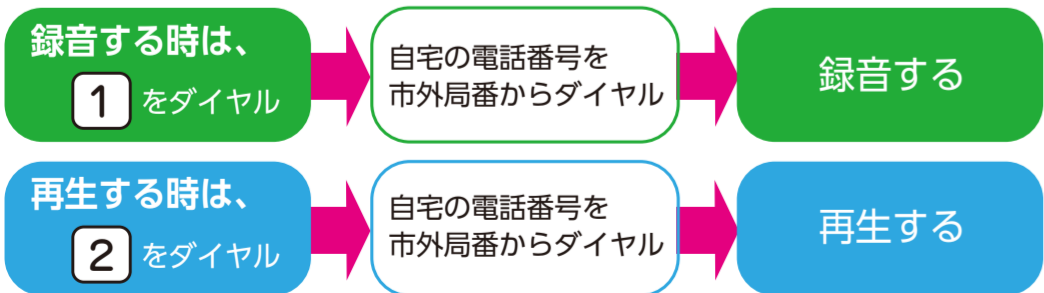 録音する時は、
1 をダイヤル
自宅の電話番号を
市外局番からダイヤル
録音する
再生する時は、
2 をダイヤル
自宅の電話番号を
市外局番からダイヤル
再生する